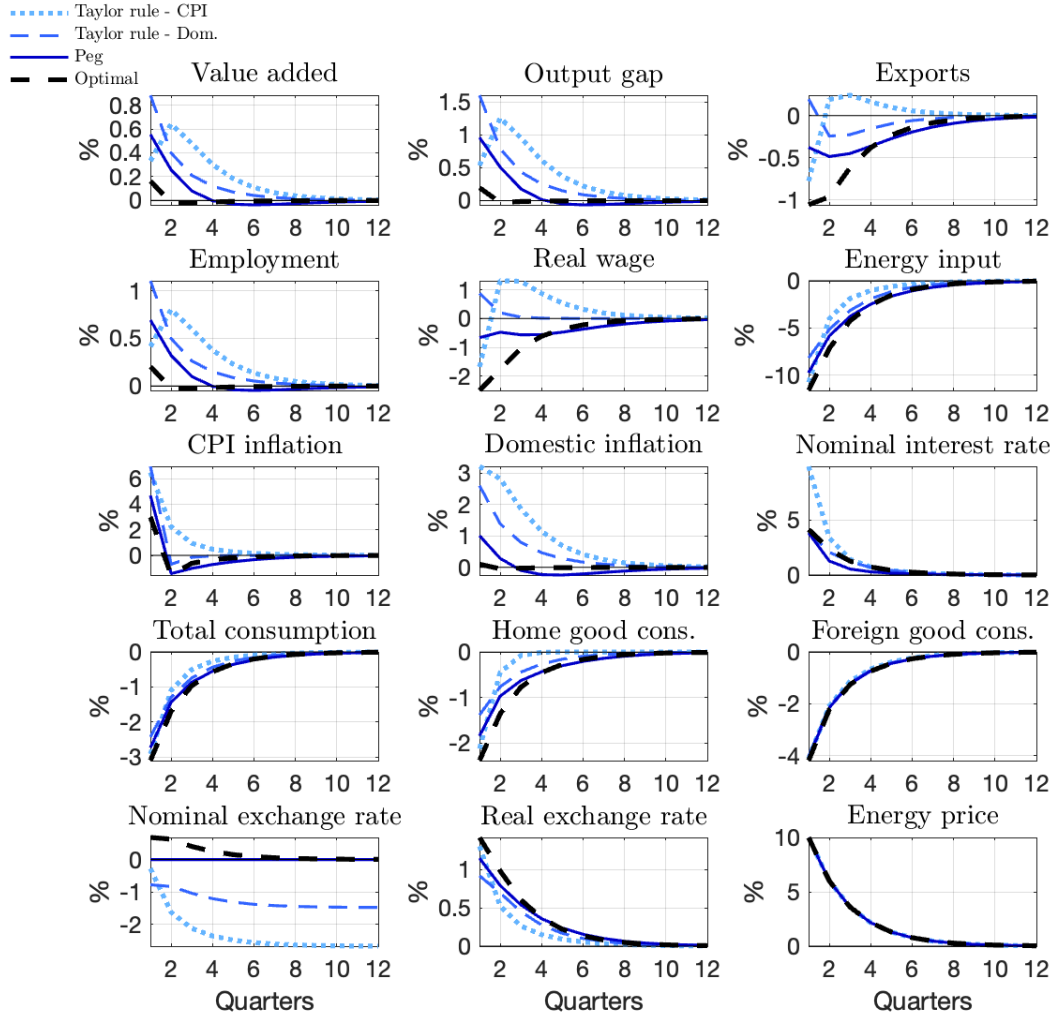 Taylor rule - CPI
Taylor rule - Dom.
Peg
Optimal
Value added
Output gap
Exports
%
0.8
0.6
0.4
0.2
0
2 4 6 8 10 12
%
1.5
1
0.5
0
2 4 6 8 10 12
%
0
-0.5
-1
2 4 6 8 10 12
Employment
Real wage
Energy input
%
1
0.5
0
2 4 6 8 10 12
%
1
0
-1
-2
2 4 6 8 10 12
%
0
-5
-10
2 4 6 8 10 12
CPI inflation
Domestic inflation
Nominal interest rate
%
6
4
2
0
2 4 6 8 10 12
%
3
2
1
0
2 4 6 8 10 12
%
5
0
2 4 6 8 10 12
Total consumption
Home good cons.
Foreign good cons.
%
0
-1
-2
-3
2 4 6 8 10 12
%
0
-1
-2
2 4 6 8 10 12
%
0
-2
-4
2 4 6 8 10 12
Nominal exchange rate
Real exchange rate
Energy price
%
0
-1
-2
2 4 6 8 10 12
Quarters
%
1
0.5
0
2 4 6 8 10 12
Quarters
%
10
5
0
2 4 6 8 10 12
Quarters